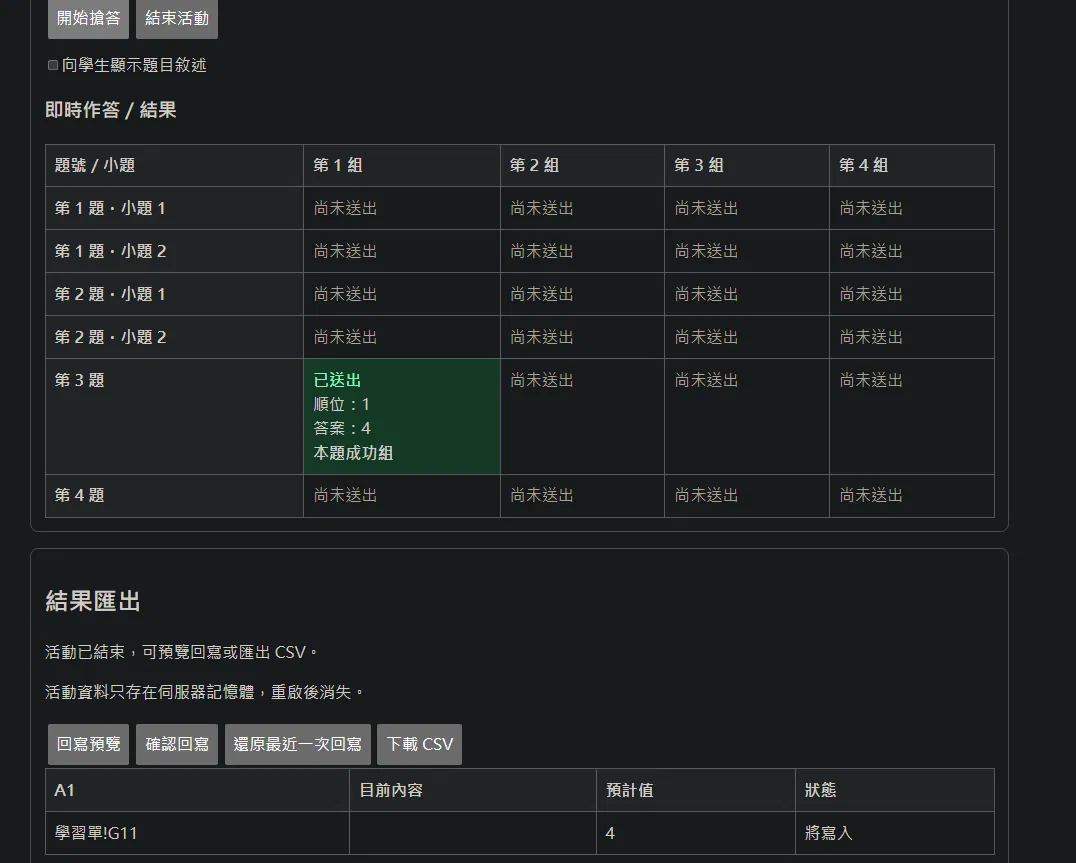 開始搶答 結束活動
向學生顯示題目敘述
即時作答 / 結果
題號 / 小題 第 1 組 第 2 組 第 3 組 第 4 組
第 1 題・小題 1 尚未送出 尚未送出 尚未送出 尚未送出
第 1 題・小題 2 尚未送出 尚未送出 尚未送出 尚未送出
第 2 題・小題 1 尚未送出 尚未送出 尚未送出 尚未送出
第 2 題・小題 2 尚未送出 尚未送出 尚未送出 尚未送出
第 3 題 已送出 尚未送出 尚未送出 尚未送出
順位：1
答案：4
本題成功組
第 4 題 尚未送出 尚未送出 尚未送出 尚未送出
結果匯出
活動已結束，可預覽回寫或匯出 CSV。
活動資料只存在伺服器記憶體，重啟後消失。
回寫預覽 確認回寫 還原最近一次回寫 下載 CSV
A1 目前內容 預計值 狀態
學習單!G11 4 將寫入